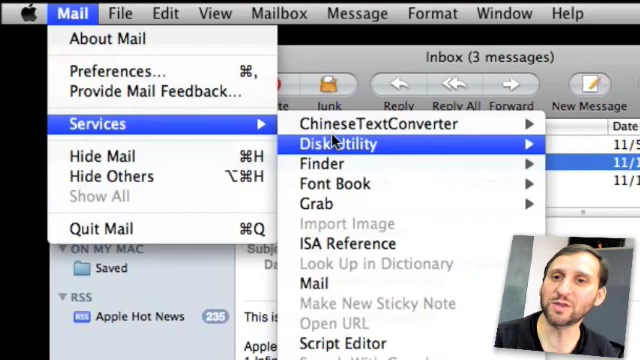 Mail File Edit View Mailbox Message Format Window Help
About Mail
Inbox (3 messages)
Preferences... ⌘,
Provide Mail Feedback...
Junk Reply Reply All Forward New Message
Services
ChineseTextConverter
Date
11/
Disk Utility
11/1
Hide Mail ⌘H
Finder
Hide Others ⌥⌘H
Font Book
11/1
Show All
Grab
Import Image
Quit Mail ⌘Q
ISA Reference
ON MY MAC
Look Up in Dictionary
Saved
Mail
RSS
Make New Sticky Note
Apple Hot News 235
This is
Open URL
Script Editor